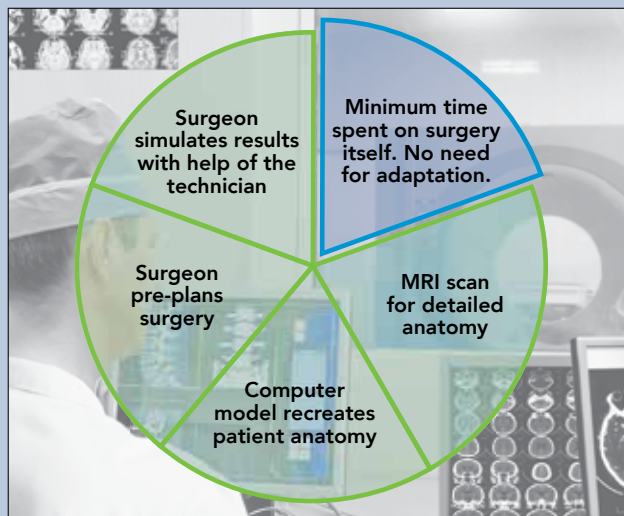 Surgeon
simulates results
with help of the
technician
Minimum time
spent on surgery
itself. No need
for adaptation.
MRI scan
for detailed
anatomy
Computer
model recreates
patient anatomy
Surgeon
pre-plans
surgery